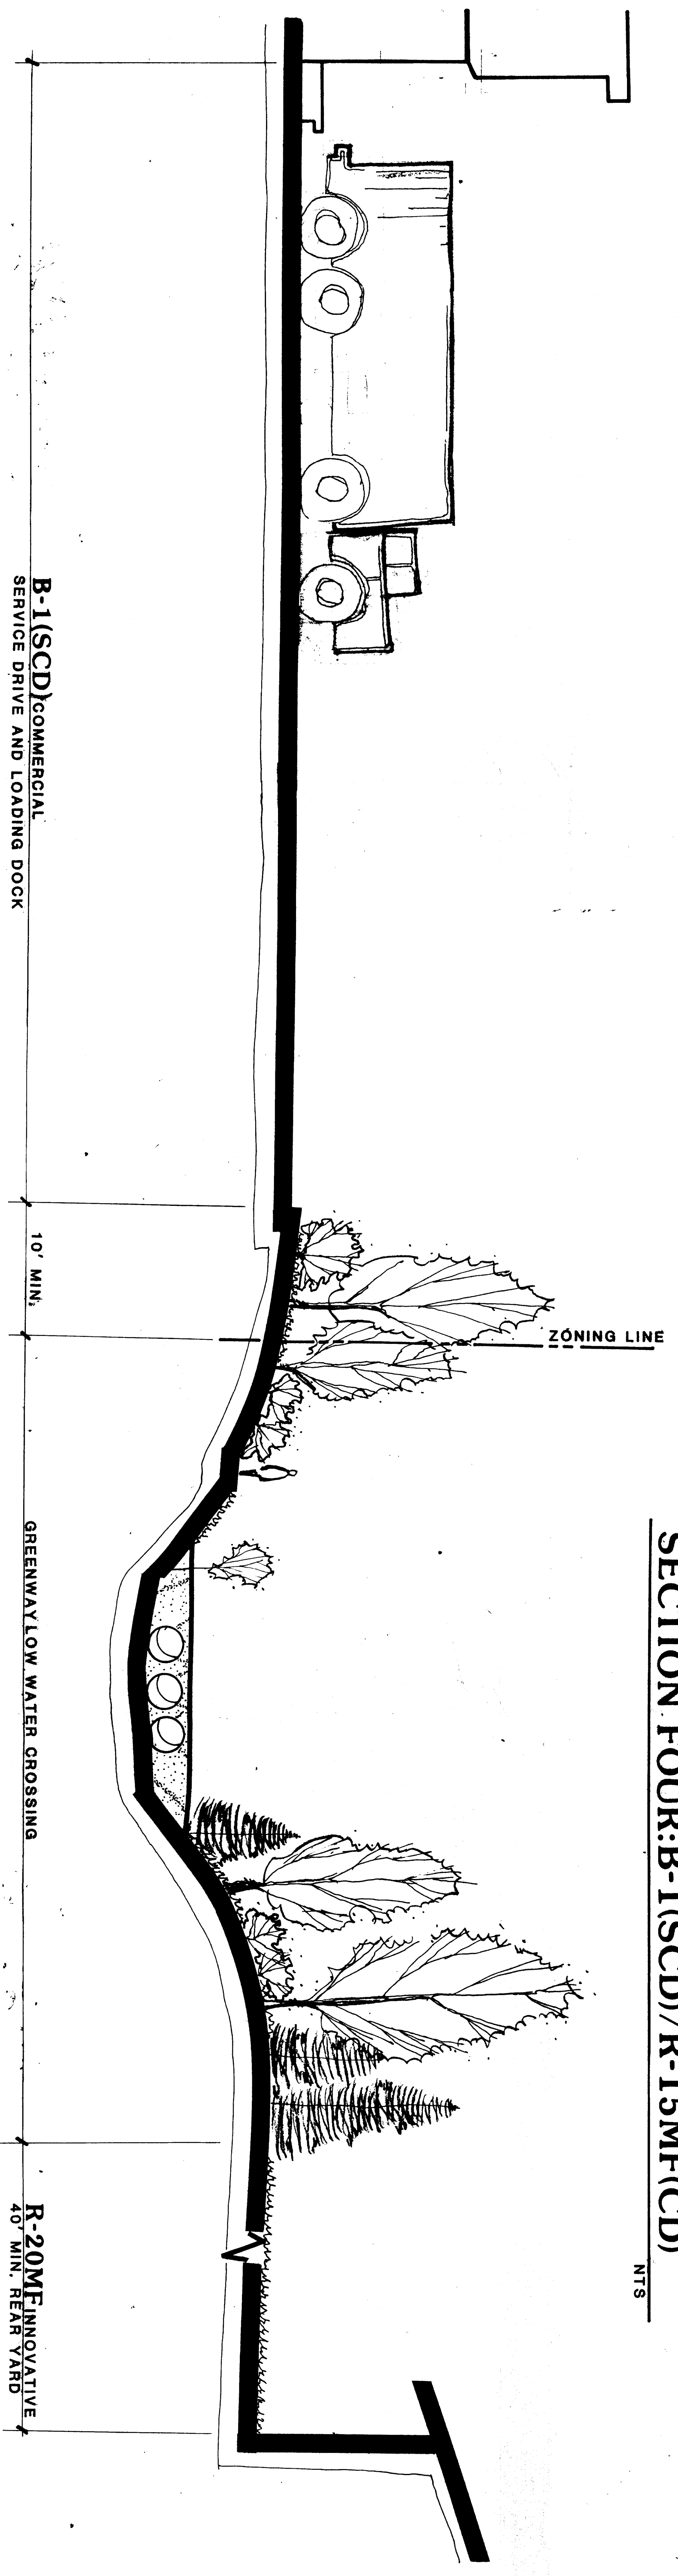 SECTION FOUR:B-1(SCD)/R-15MF(CD)
NTS
ZONING LINE
B-1(SCD) COMMERCIAL
SERVICE DRIVE AND LOADING DOCK
10' MIN.
GREENWAY LOW WATER CROSSING
R-20MF INNOVATIVE
40' MIN. REAR YARD